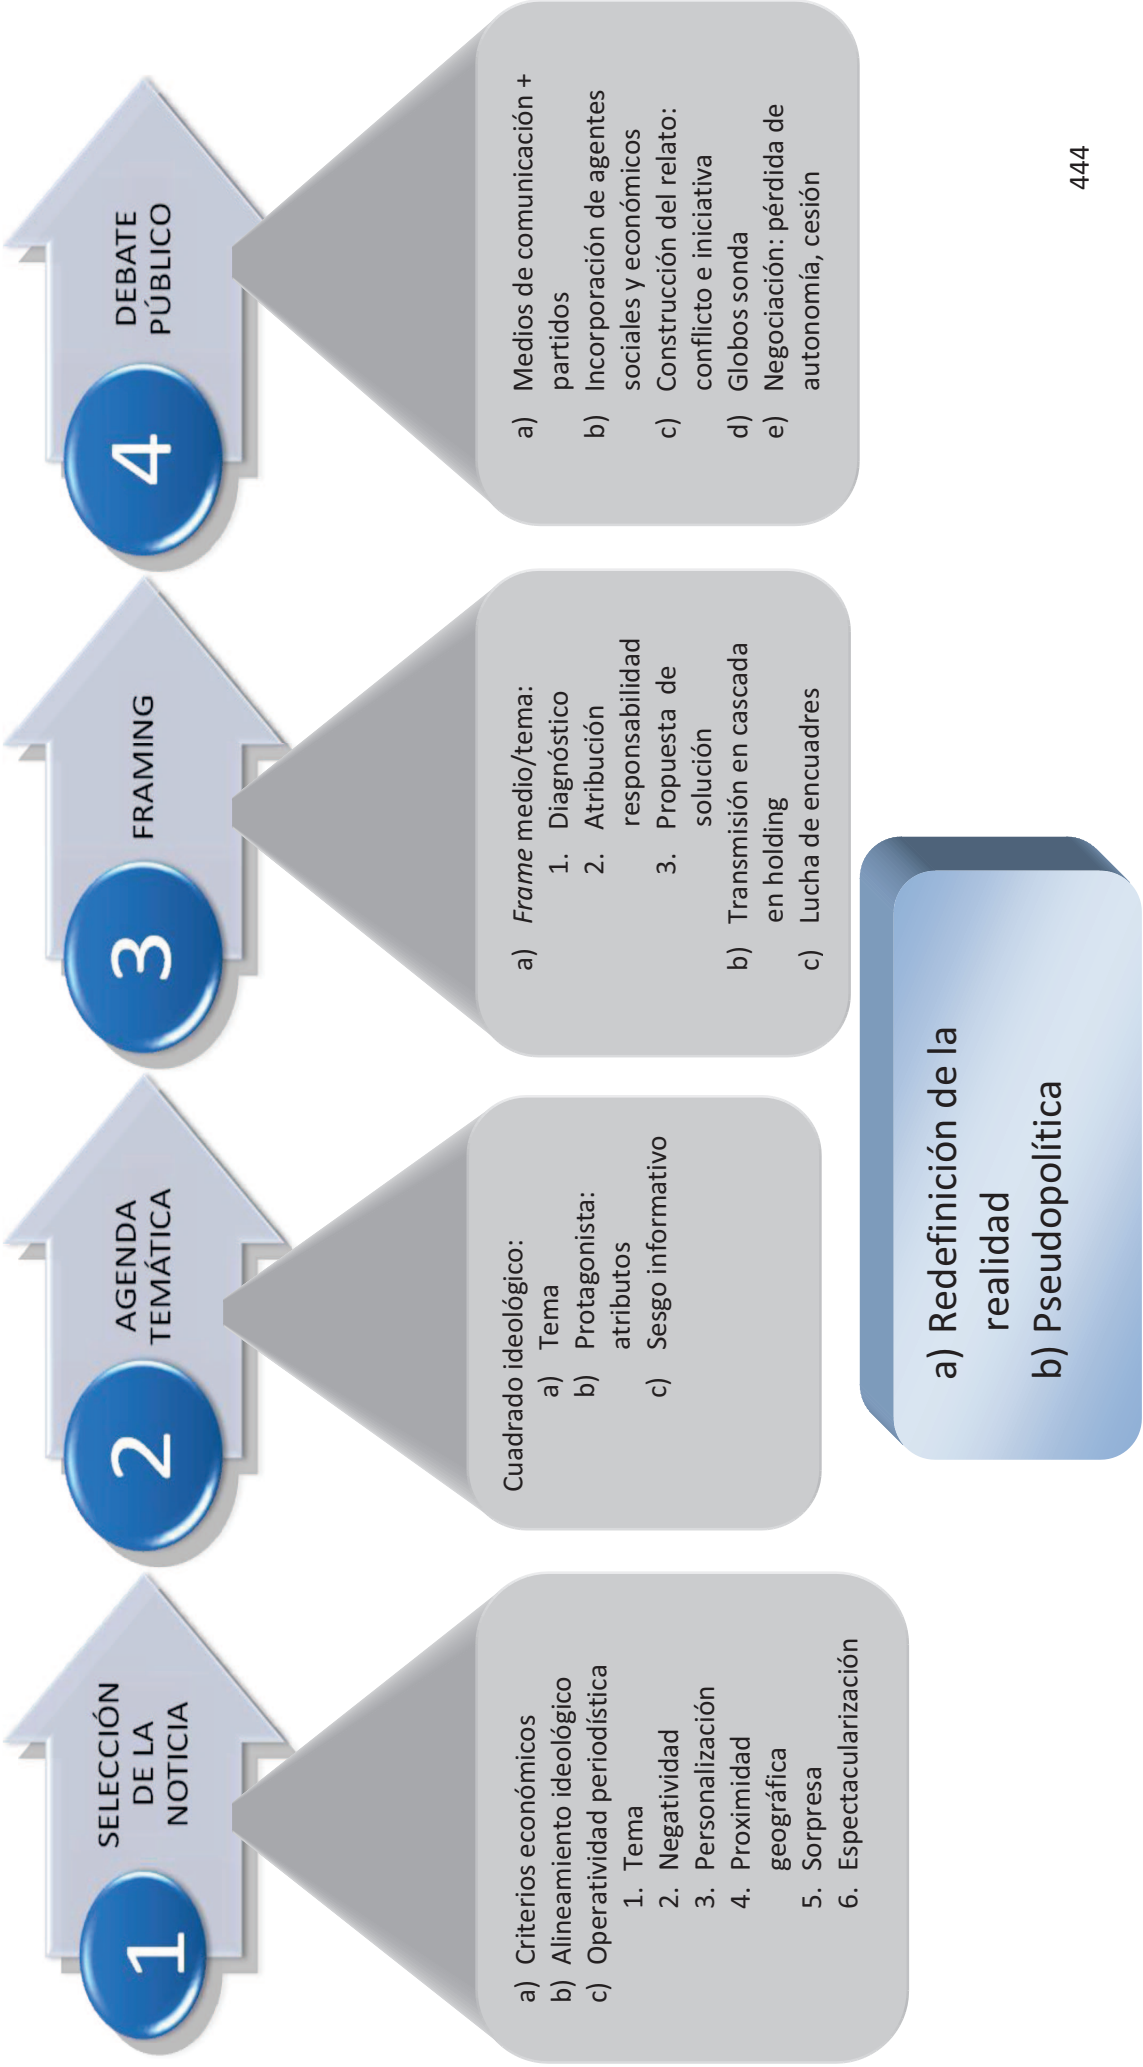 1
SELECCIÓN
DE LA
NOTICIA
a) Criterios económicos
b) Alineamiento ideológico
c) Operatividad periodística
1. Tema
2. Negatividad
3. Personalización
4. Proximidad
geográfica
5. Sorpresa
6. Espectacularización
2
AGENDA
TEMÁTICA
Cuadrado ideológico:
a) Tema
b) Protagonista:
atributos
c) Sesgo informativo
3
FRAMING
a) Frame medio/tema:
1. Diagnóstico
2. Atribución
responsabilidad
3. Propuesta de
solución
b) Transmisión en cascada
en holding
c) Lucha de encuadres
4
DEBATE
PÚBLICO
a) Medios de comunicación +
partidos
b) Incorporación de agentes
sociales y económicos
c) Construcción del relato:
conflicto e iniciativa
d) Globos sonda
e) Negociación: pérdida de
autonomía, cesión
a) Redefinición de la
realidad
b) Pseudopolítica
444